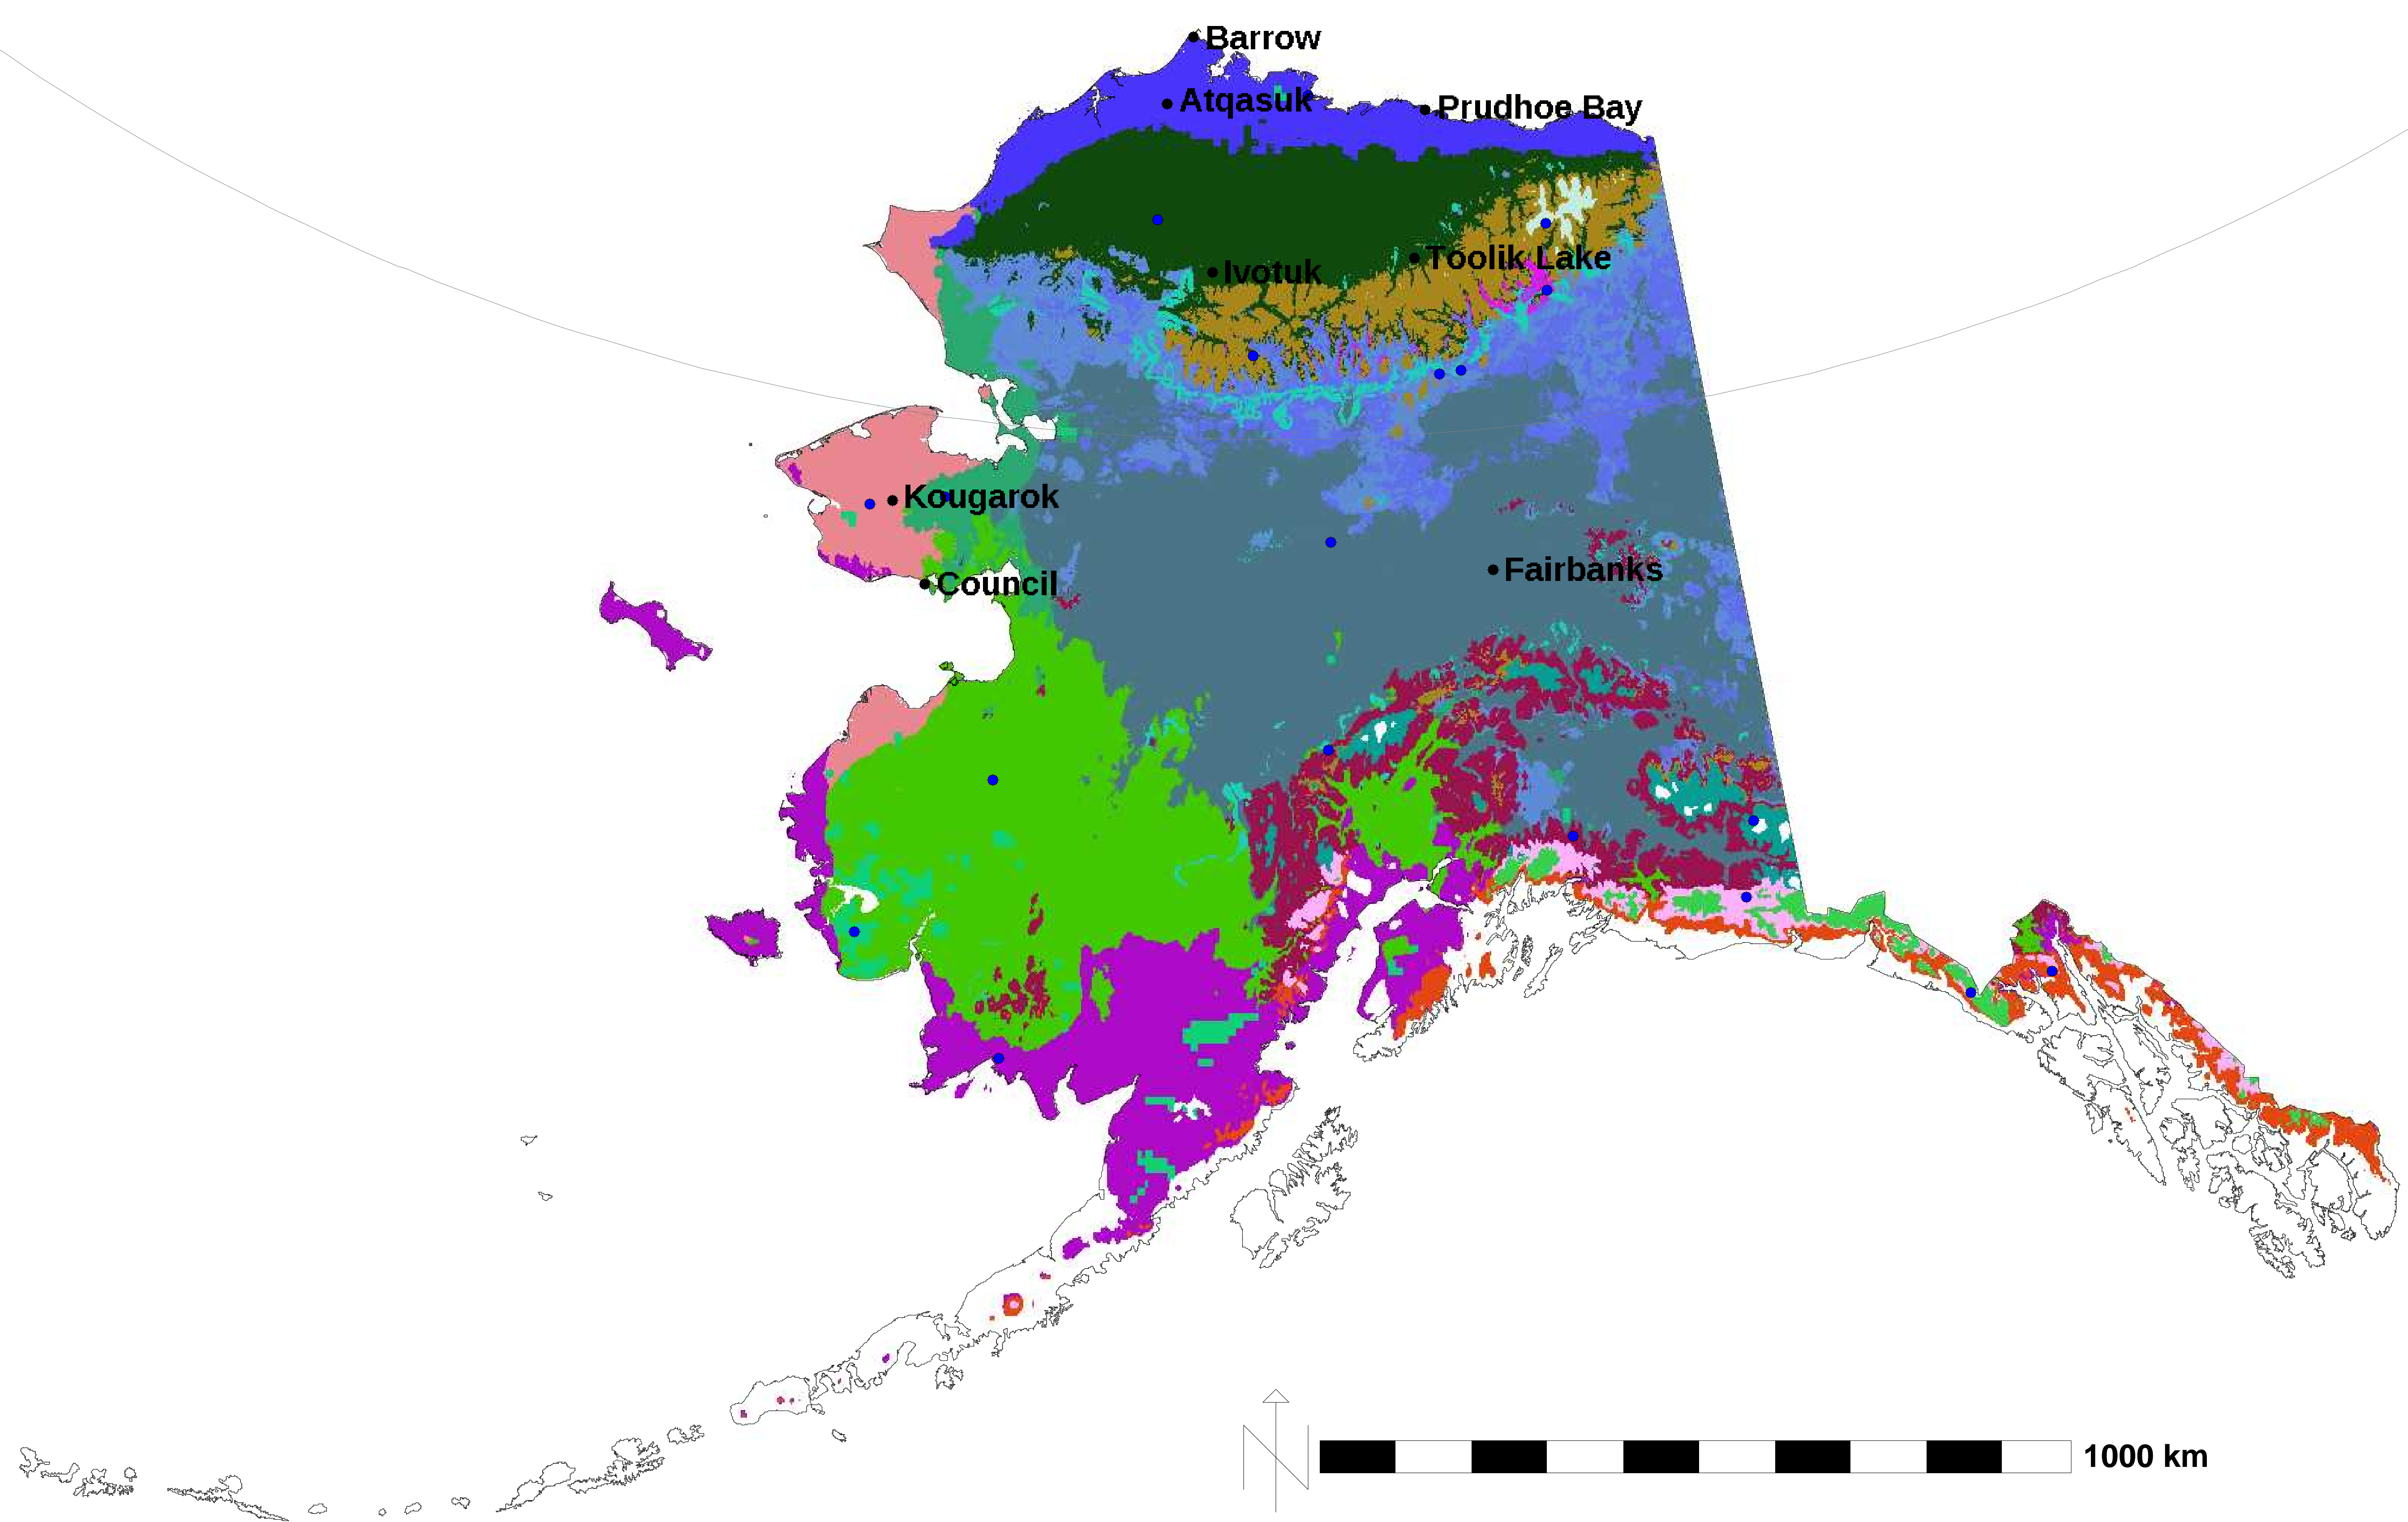 Barrow
Atqasuk
Prudhoe Bay
Toolik Lake
Ivotuk
Kougarok
Council
Fairbanks
N
1000 km